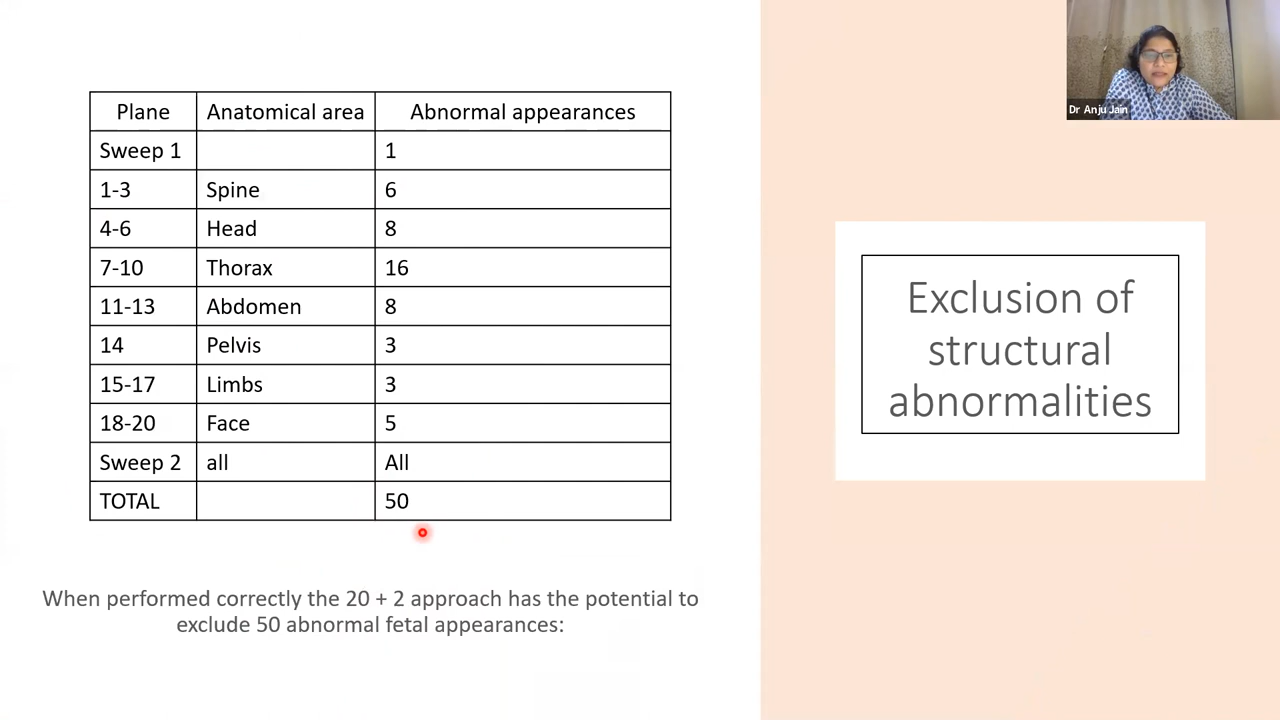 Plane Anatomical area Abnormal appearances
Sweep 1 1
1-3 Spine 6
4-6 Head 8
7-10 Thorax 16
11-13 Abdomen 8
14 Pelvis 3
15-17 Limbs 3
18-20 Face 5
Sweep 2 all All
TOTAL 50
When performed correctly the 20 + 2 approach has the potential to
exclude 50 abnormal fetal appearances:
Dr Anju Jain
Exclusion of
structural
abnormalities